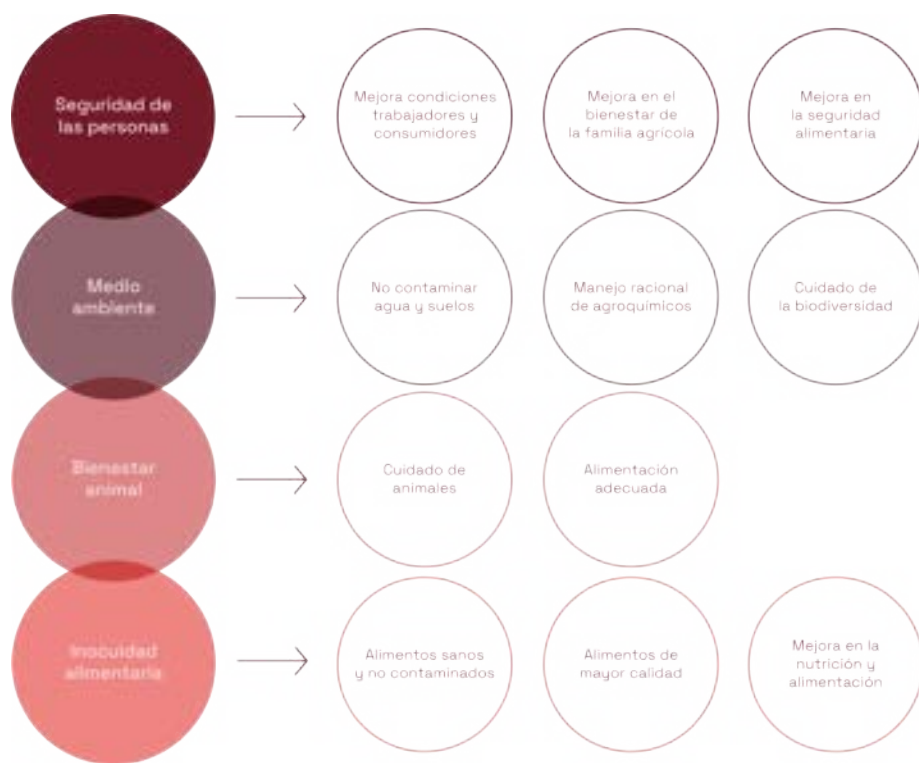 Seguridad de
las personas
Mejora condiciones
trabajadores y
consumidores
Mejora en el
bienestar de
la familia agrícola
Mejora en
la seguridad
alimentaria
Medio
ambiente
No contaminar
agua y suelos
Manejo racional
de agroquímicos
Cuidado de
la biodiversidad
Bienestar
animal
Cuidado de
animales
Alimentación
adecuada
Inocuidad
alimentaria
Alimentos sanos
y no contaminados
Alimentos de
mayor calidad
Mejora en la
nutrición y
alimentación